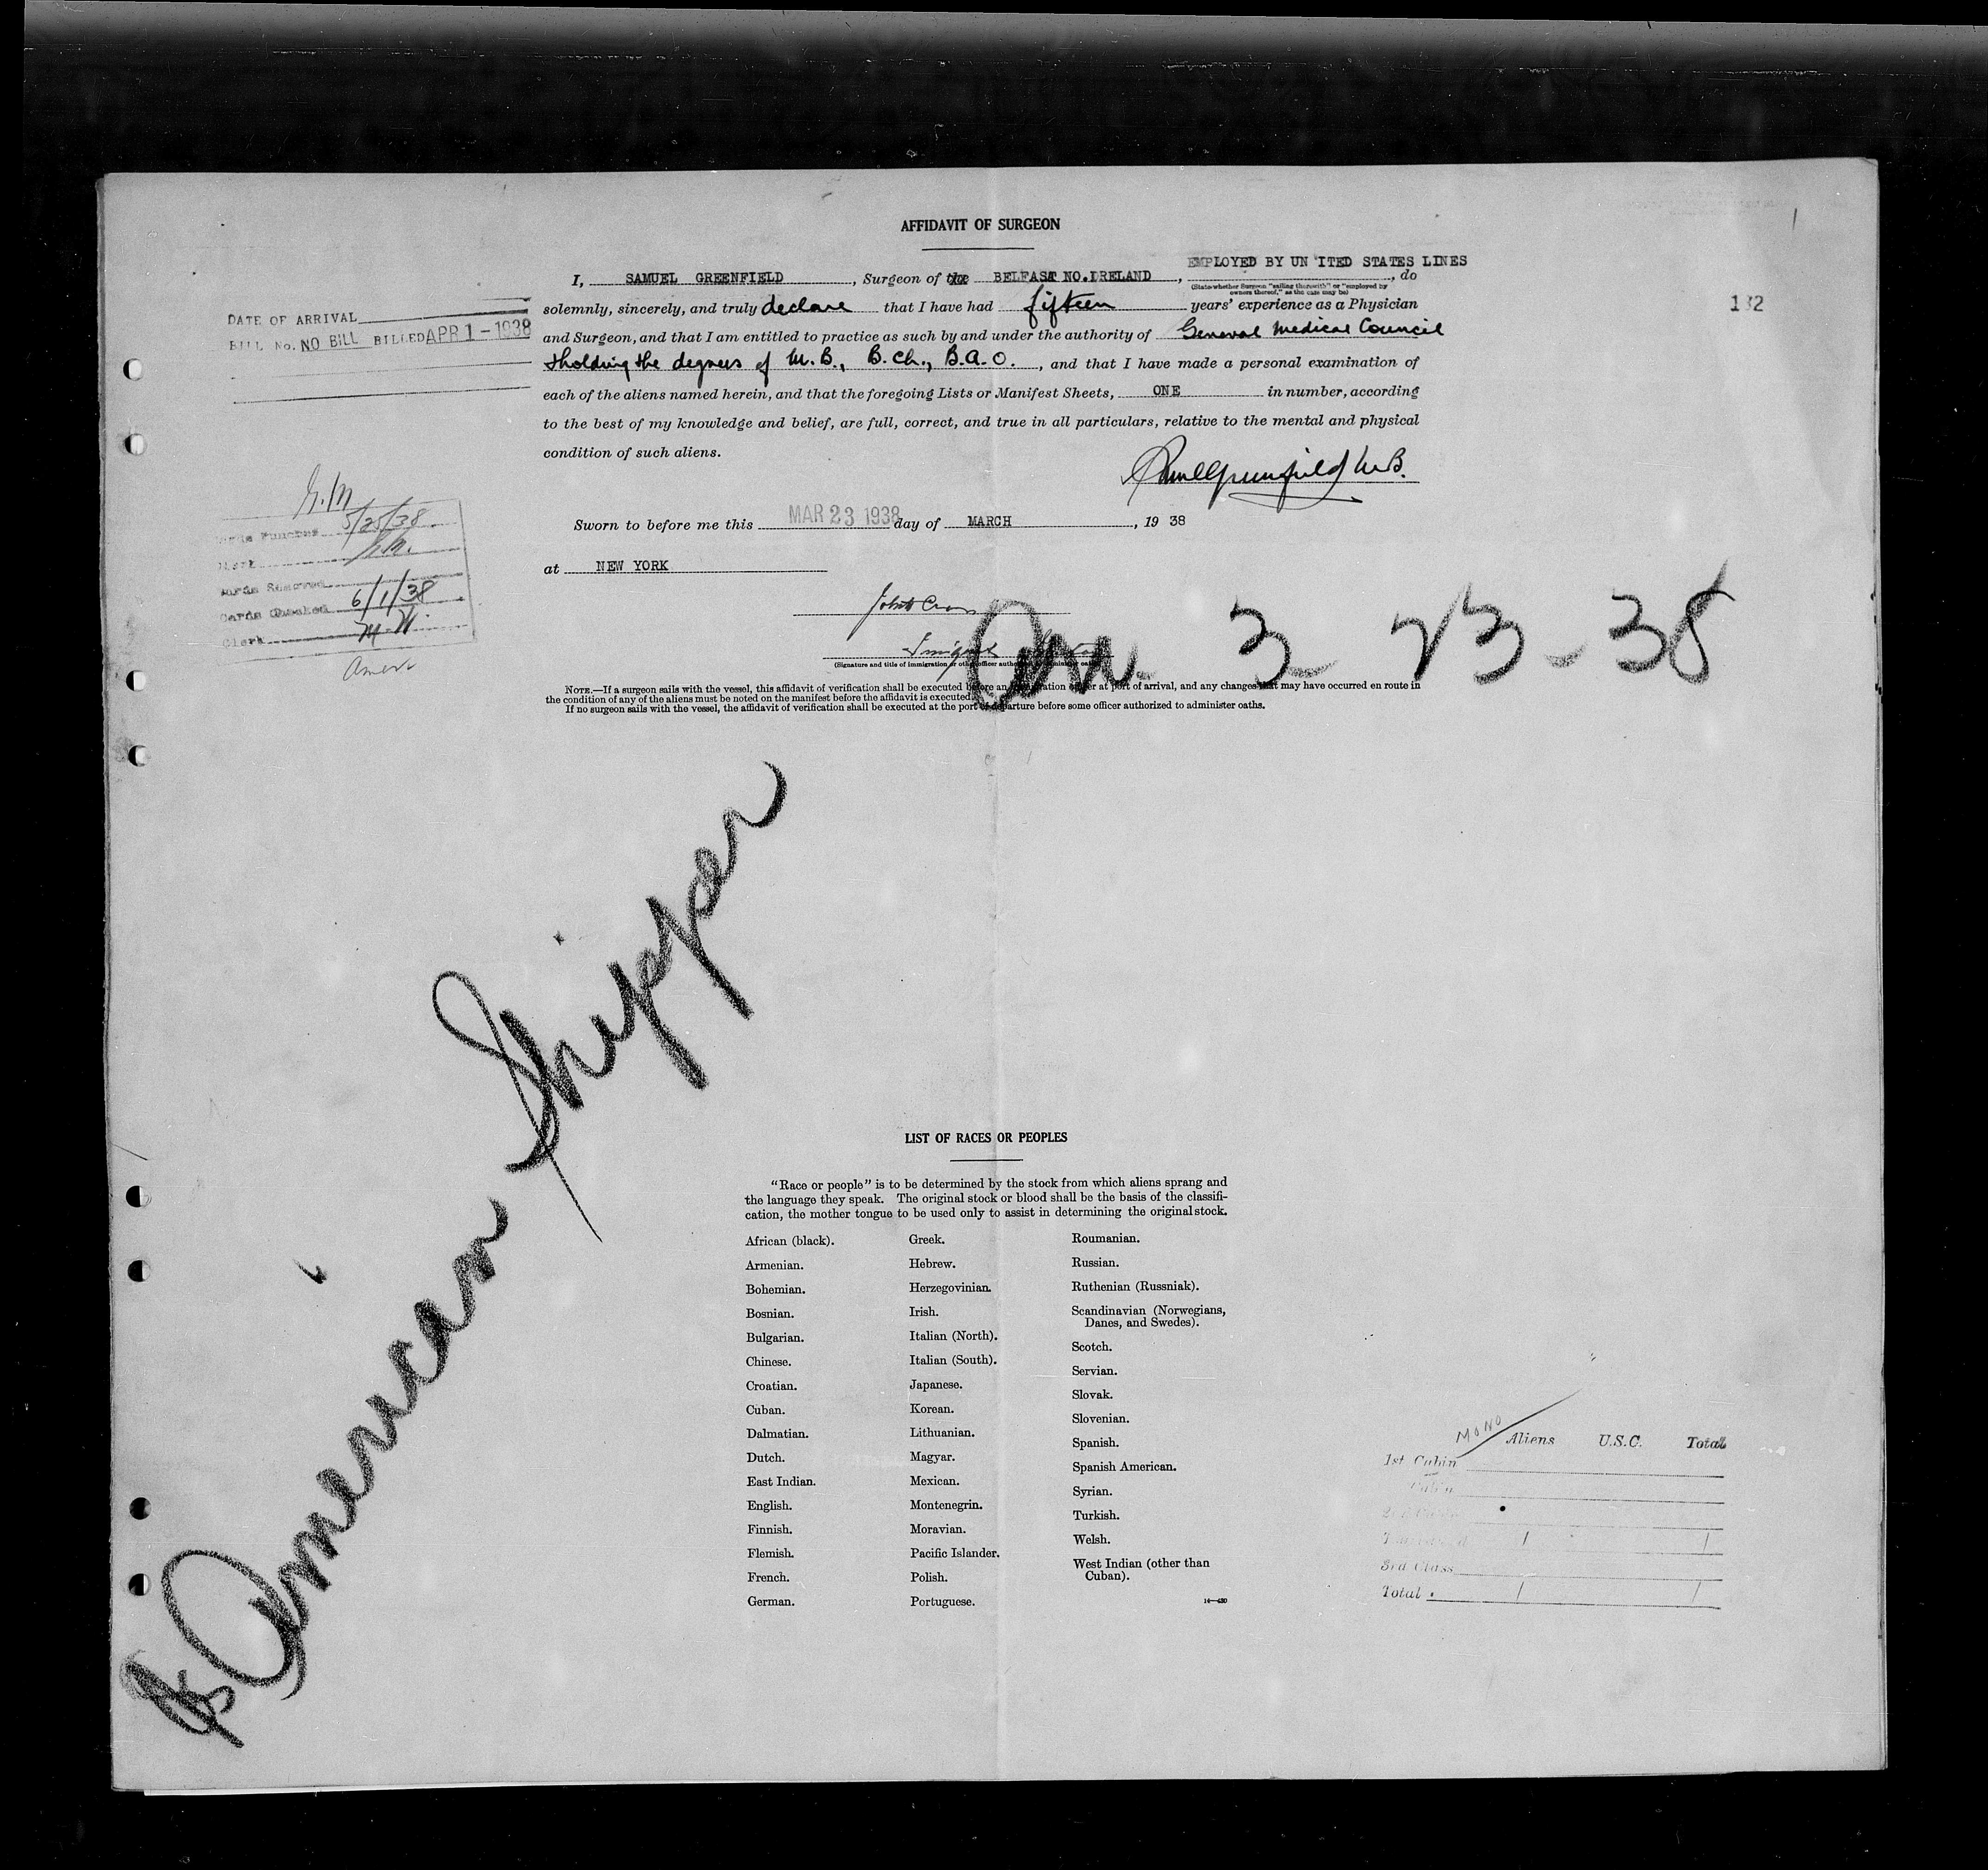 AFFIDAVIT OF SURGEON
EMPLOYED BY UN ITED STATES LINES
I, SAMUEL GREENFIELD, Surgeon of the BELFAST NO.IRELAND, do
(State whether Surgeon "sailing therewith" or "employed by
owners thereof," as the case may be)
solemnly, sincerely, and truly declare that I have had fifteen years' experience as a Physician
and Surgeon, and that I am entitled to practice as such by and under the authority of General Medical Council
holding the degrees of M.B., B.Ch., B.A.O., and that I have made a personal examination of
each of the aliens named herein, and that the foregoing Lists or Manifest Sheets, ONE in number, according
to the best of my knowledge and belief, are full, correct, and true in all particulars, relative to the mental and physical
condition of such aliens.
Saml Greenfield M.B.
Sworn to before me this MAR 23 1938 day of MARCH, 19 38
at NEW YORK
(Signature and title of immigration or other officer authorized to administer oaths)
NOTE.—If a surgeon sails with the vessel, this affidavit of verification shall be executed before an immigration officer at port of arrival, and any changes that may have occurred en route in
the condition of any of the aliens must be noted on the manifest before the affidavit is executed.
If no surgeon sails with the vessel, the affidavit of verification shall be executed at the port of departure before some officer authorized to administer oaths.
DATE OF ARRIVAL
BILL No. NO BILL BILLED APR 1 - 1938
132
5/25/38.
Cards Removed
Cards Checked 6/1/38
Clerk
3-23-38
SS American Shipper
LIST OF RACES OR PEOPLES
"Race or people" is to be determined by the stock from which aliens sprang and
the language they speak. The original stock or blood shall be the basis of the classifi-
cation, the mother tongue to be used only to assist in determining the original stock.
African (black).
Armenian.
Bohemian.
Bosnian.
Bulgarian.
Chinese.
Croatian.
Cuban.
Dalmatian.
Dutch.
East Indian.
English.
Finnish.
Flemish.
French.
German.
Greek.
Hebrew.
Herzegovinian.
Irish.
Italian (North).
Italian (South).
Japanese.
Korean.
Lithuanian.
Magyar.
Mexican.
Montenegrin.
Moravian.
Pacific Islander.
Polish.
Portuguese.
Roumanian.
Russian.
Ruthenian (Russniak).
Scandinavian (Norwegians,
Danes, and Swedes).
Scotch.
Servian.
Slovak.
Slovenian.
Spanish.
Spanish American.
Syrian.
Turkish.
Welsh.
West Indian (other than
Cuban).
MONO
Aliens U.S.C. Total
1st Cabin
Cabin
3rd Class
Total 1 1